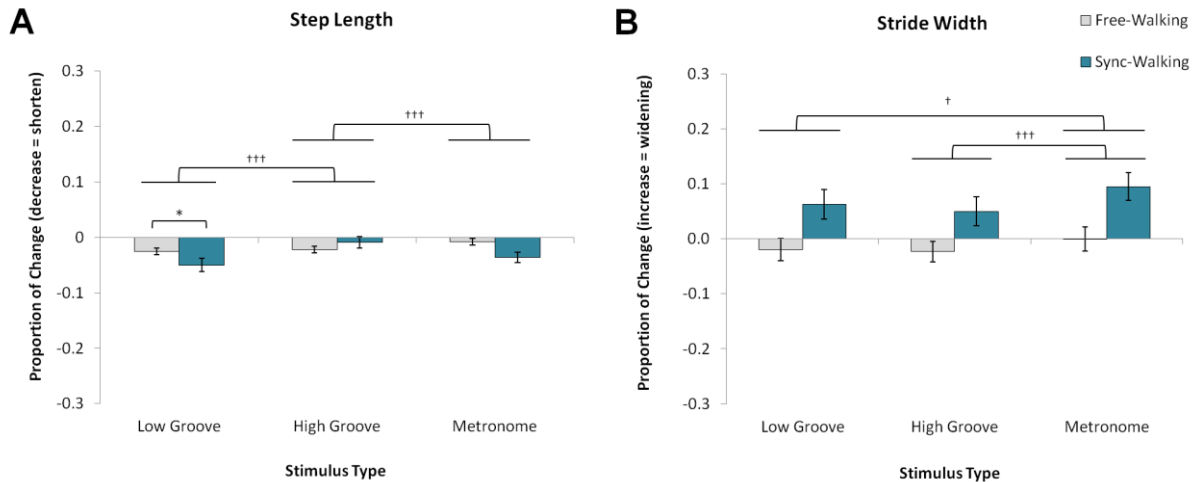 A
Step Length
Proportion of Change (decrease = shorten)
0.3
0.2
0.1
0
-0.1
-0.2
-0.3
†††
†††
*
Low Groove
High Groove
Metronome
Stimulus Type
B
Stride Width
Free-Walking
Sync-Walking
Proportion of Change (increase = widening)
0.3
0.2
0.1
0.0
-0.1
-0.2
-0.3
†
†††
Low Groove
High Groove
Metronome
Stimulus Type